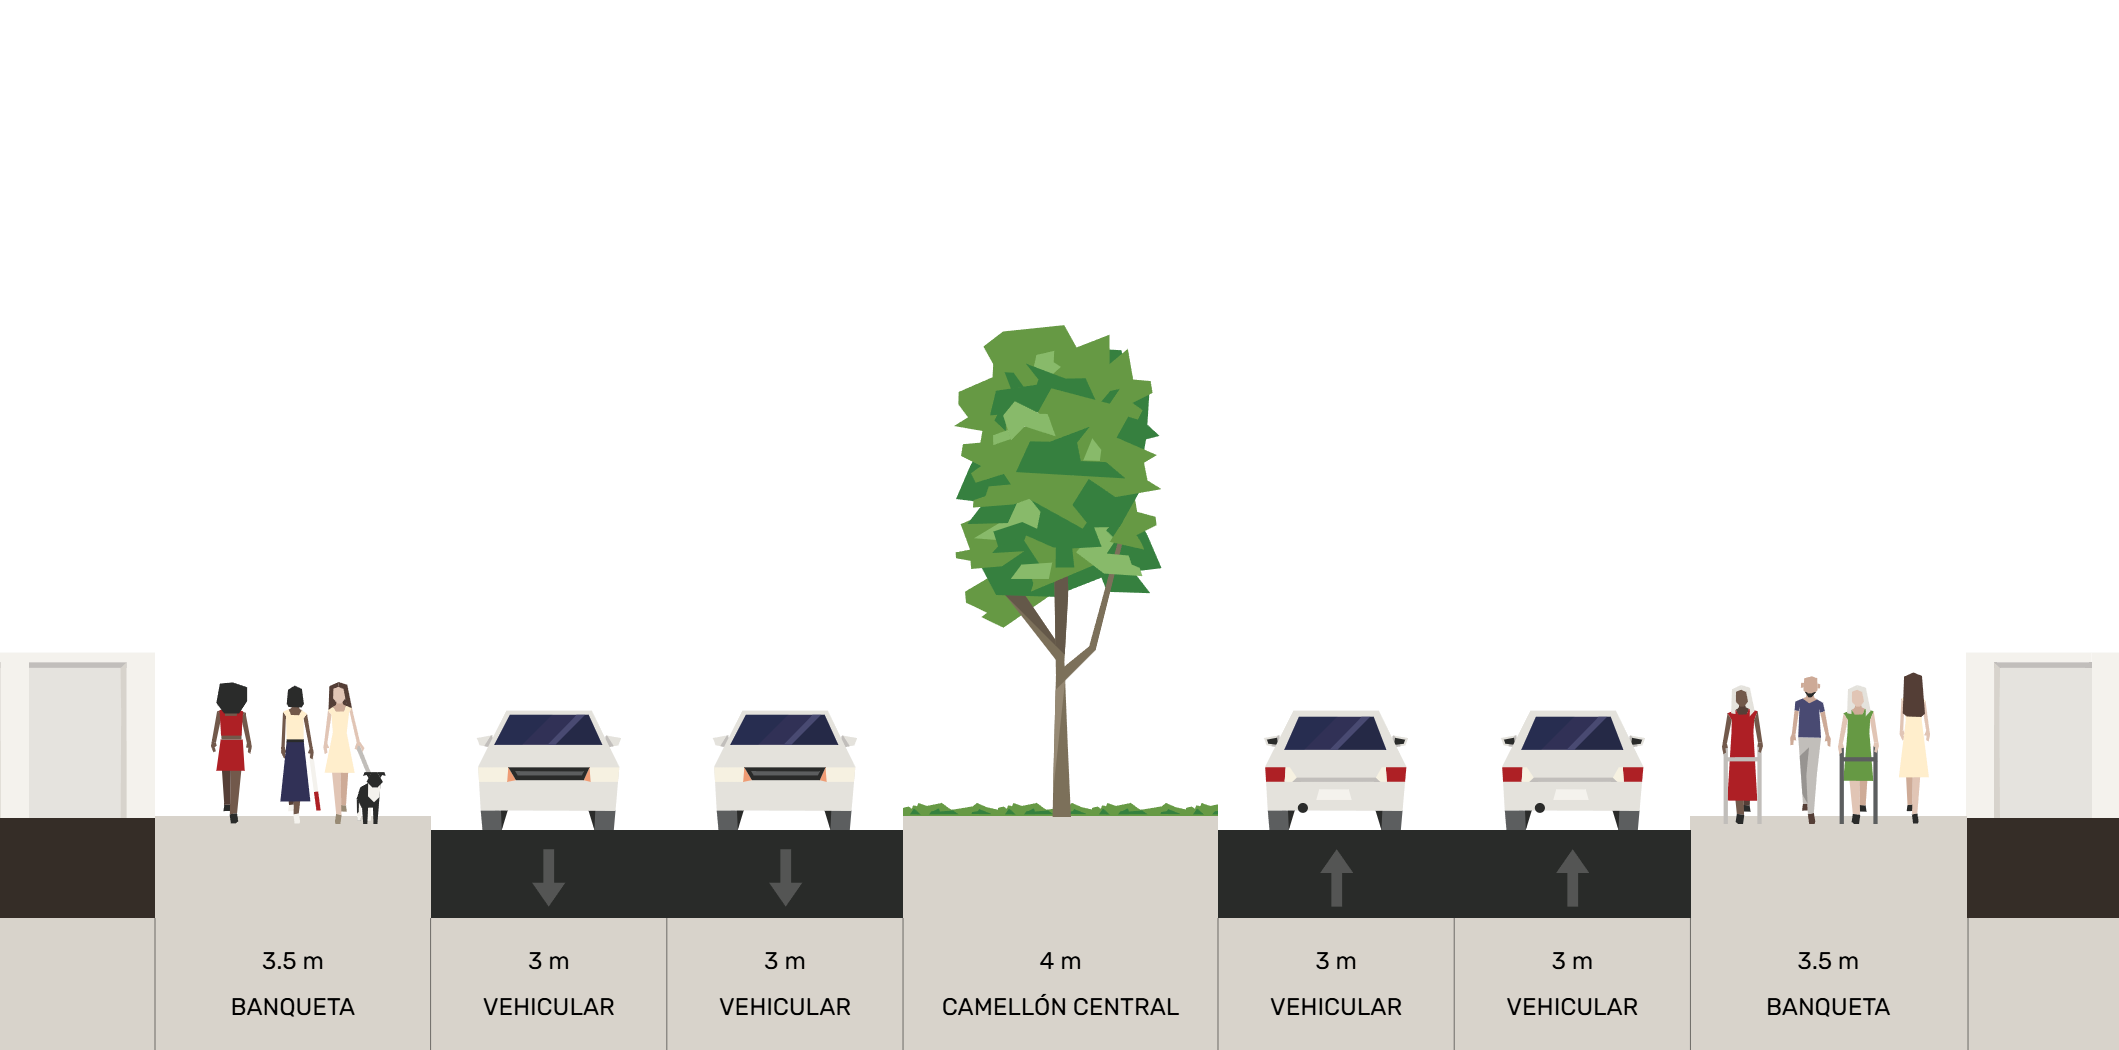 3.5 m
BANQUETA
3 m
VEHICULAR
3 m
VEHICULAR
4 m
CAMELLÓN CENTRAL
3 m
VEHICULAR
3 m
VEHICULAR
3.5 m
BANQUETA